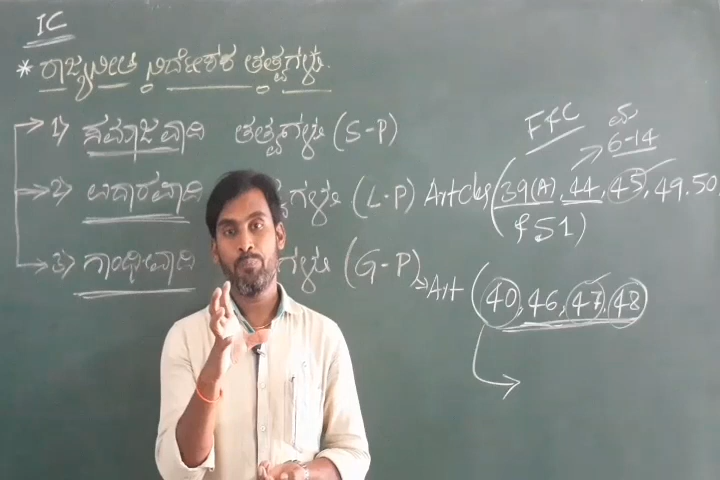 IC
* ರಾಜ್ಯನೀತಿ ನಿರ್ದೇಶಕ ತತ್ವಗಳು.
1) ಸಮಾಜವಾದಿ ತತ್ವಗಳು (S-P)
2) ಉದಾರವಾದಿ ಗಳು (L-P) Articles (39(A), 44, 45, 49.50
& 51)
FFC
6-14
3) ಗಾಂಧೀವಾದಿ ಗಳು (G-P) → Art (40, 46, 47, 48)